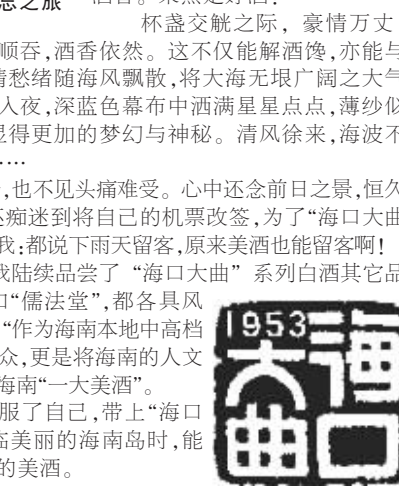 忘之旅
杯盏交觥之际，豪情万丈
顺吞,酒香依然。这不仅能解酒馋,亦能与
情愁绪随海风飘散,将大海无垠广阔之大气
人夜,深蓝色幕布中洒满星星点点,薄纱似
显得更加的梦幻与神秘。清风徐来,海波不
……
,也不见头痛难受。心中还念前日之景,恒久
还痴迷到将自己的机票改签,为了“海口大曲
我:都说下雨天留客,原来美酒也能留客啊!
我陆续品尝了“海口大曲”系列白酒其它品
口“儒法堂”,都各具风
“作为海南本地中高档
众,更是将海南的人文
海南“一大美酒”。
服了自己,带上“海口
临美丽的海南岛时,能
的美酒。
1953
海口
大曲